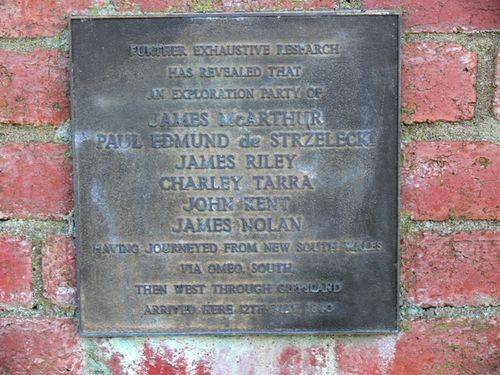 FURTHER EXHAUSTIVE RESEARCH
HAS REVEALED THAT
AN EXPLORATION PARTY OF
JAMES McARTHUR
PAUL EDMUND de STRZELECKI
JAMES RILEY
CHARLEY TARRA
JOHN KENT
JAMES NOLAN
HAVING JOURNEYED FROM NEW SOUTH WALES
VIA OMEO, SOUTH,
THEN WEST THROUGH GIPPSLAND
ARRIVED HERE 12TH MAY 1840